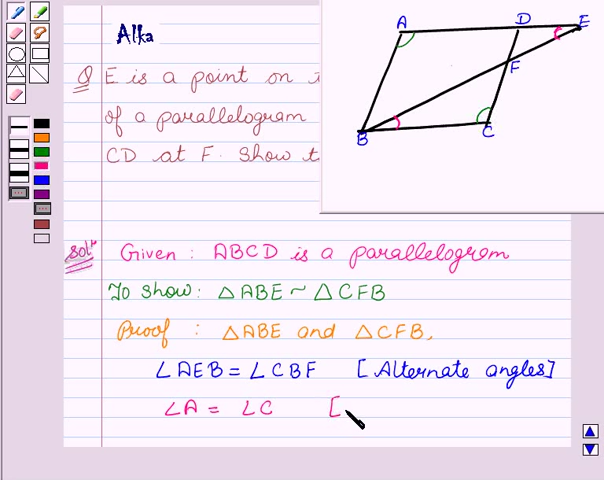 Alka
Q E is a point on
of a parallelogram
CD at F. Show
Solⁿ Given : ABCD is a parallelogram
To show : △ ABE ~ △ CFB
Proof : △ ABE and △ CFB,
∠AEB = ∠CBF [Alternate angles]
∠A = ∠C [
A D E
F
B C